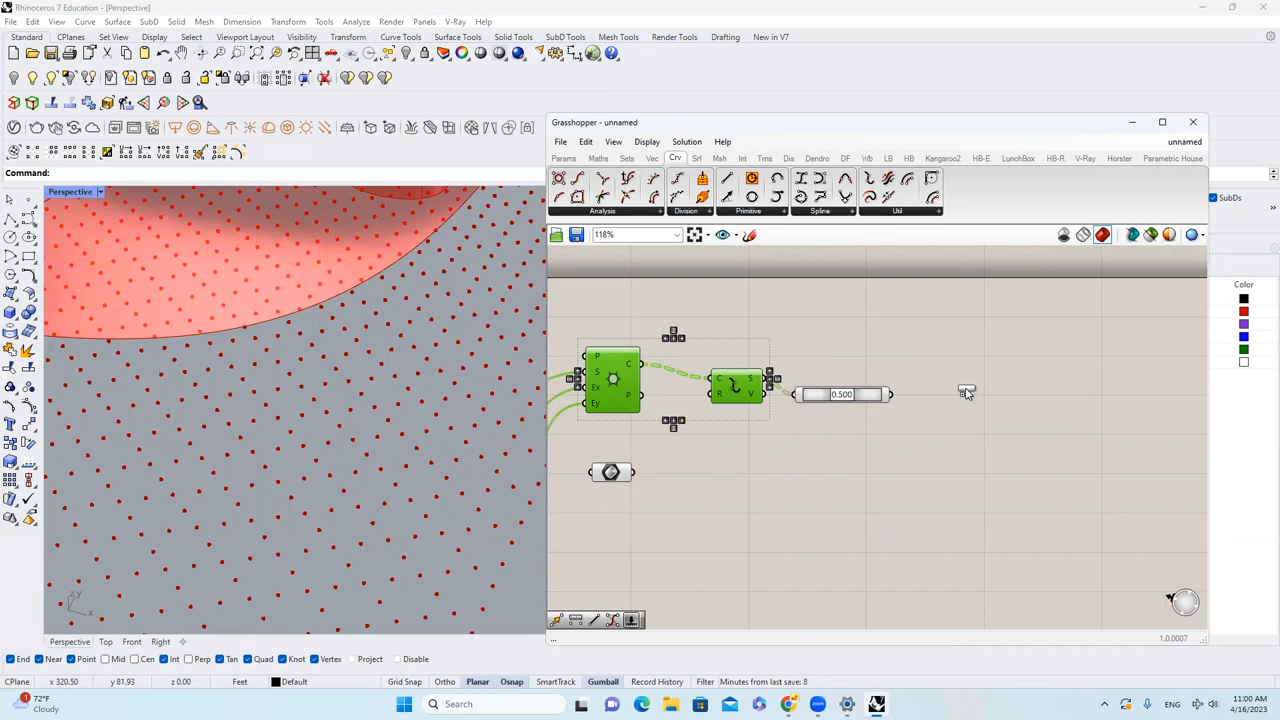 Rhinoceros 7 Education - [Perspective]
File Edit View Curve Surface SubD Solid Mesh Dimension Transform Tools Analyze Render Panels V-Ray Help
Standard CPlanes Set View Display Select Viewport Layout Visibility Transform Curve Tools Surface Tools Solid Tools SubD Tools Mesh Tools Render Tools Drafting New in V7
Command:
Perspective
SubDs
Color
Grasshopper - unnamed
File Edit View Display Solution Help unnamed
Params Maths Sets Vec Crv Srf Msh Int Trns Dis Dendro DF Wb LB HB Kangaroo2 HB-E LunchBox HB-R V-Ray Horster Parametric House
Analysis Division Primitive Spline Util
118%
P S Ex Ey C P
C R S V
0.500
...
1.0.0007
z y x
Perspective Top Front Right
End Near Point Mid Cen Int Perp Tan Quad Knot Vertex Project Disable
CPlane x 320.50 y 81.93 z 0.00 Feet Default Grid Snap Ortho Planar Osnap SmartTrack Gumball Record History Filter Minutes from last save: 8
1
72°F
Cloudy
Search
zoom
ENG
11:00 AM
4/16/2023